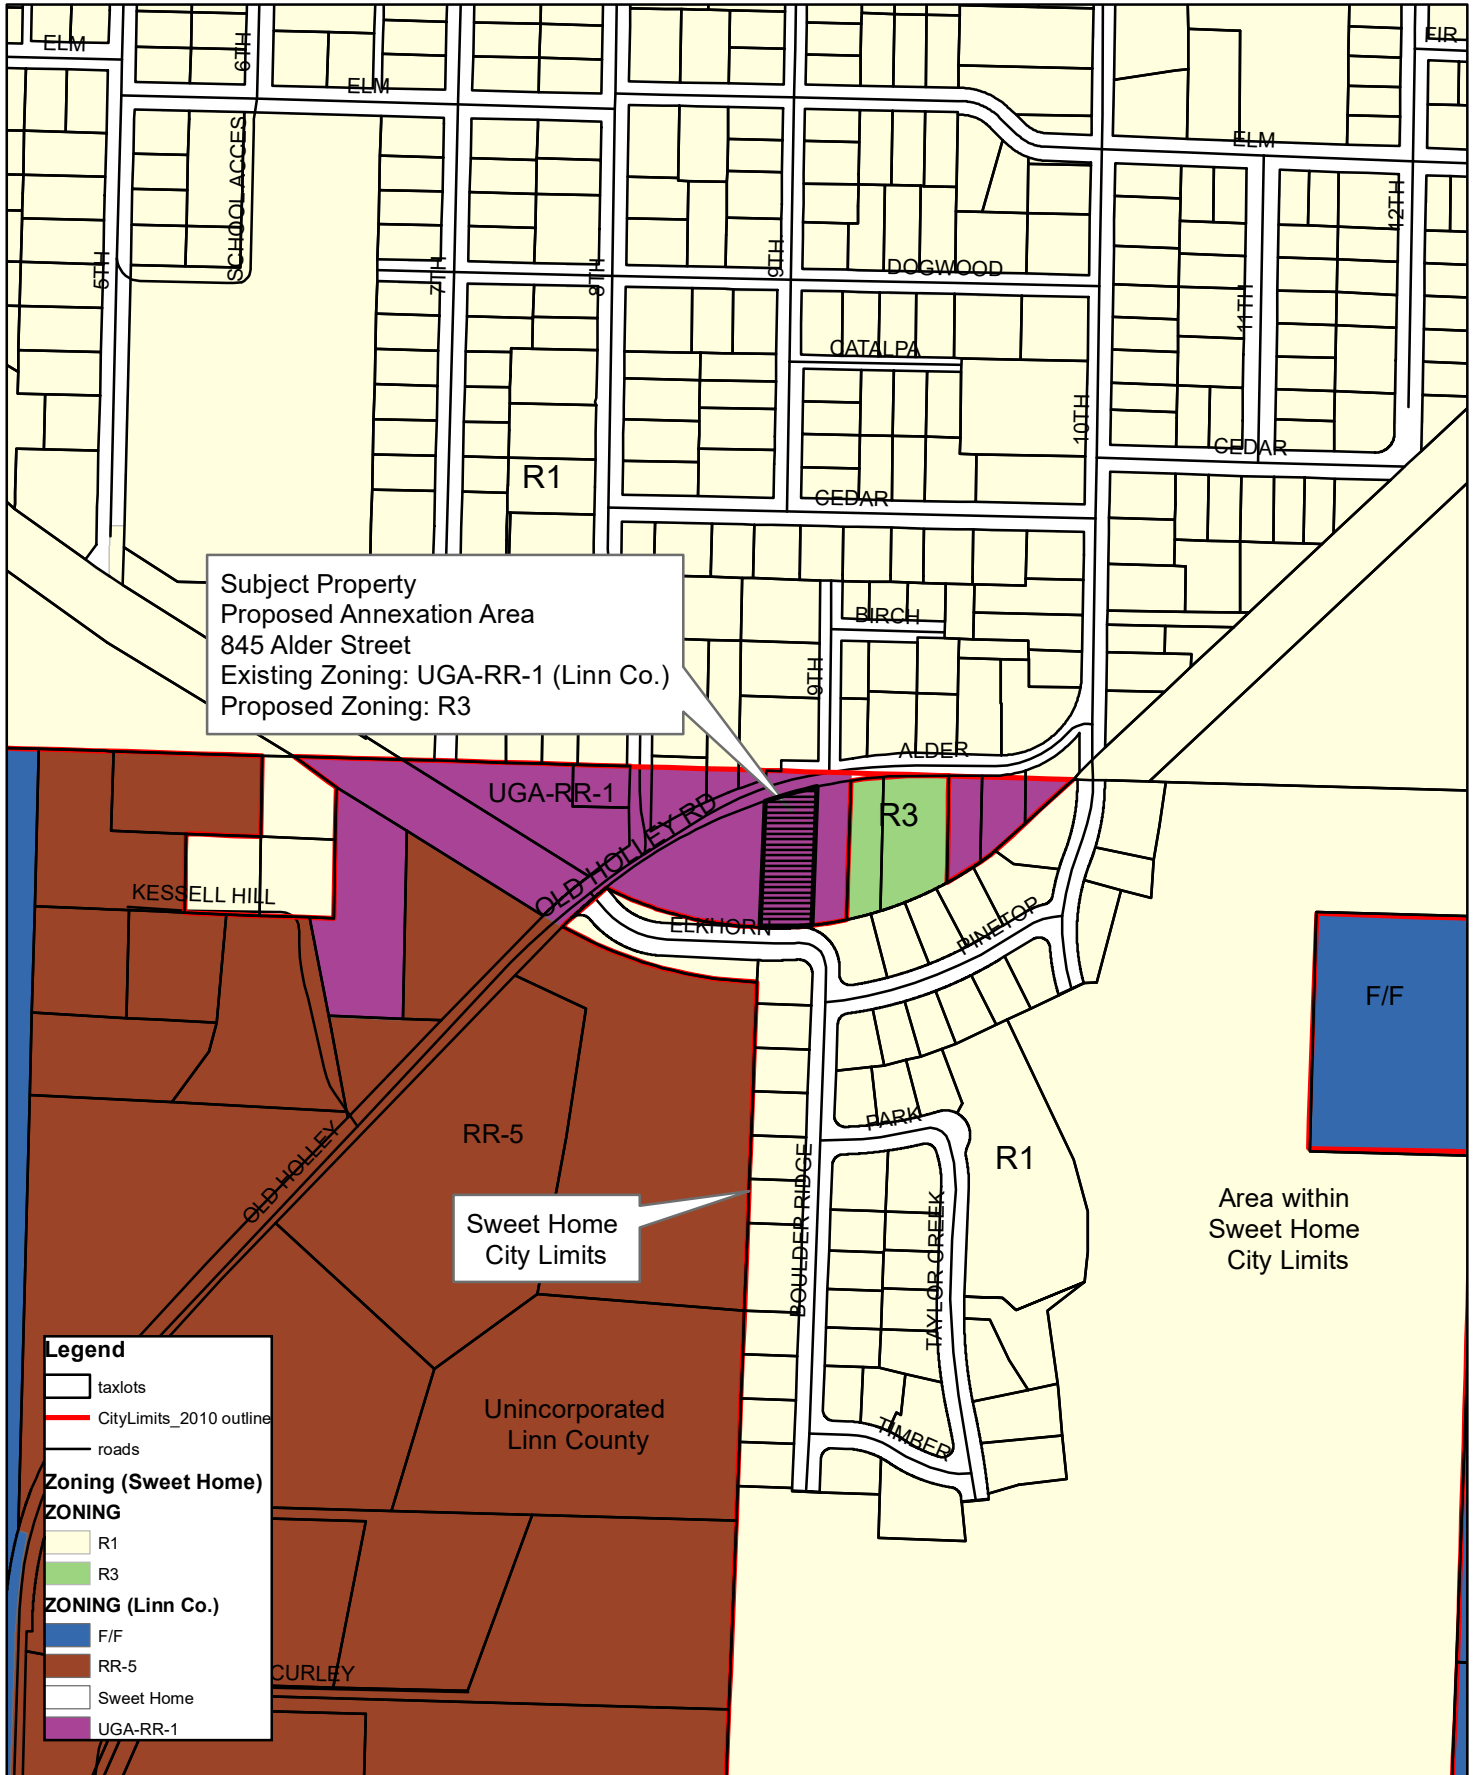 ELM
6TH
ELM
FIR
ELM
SCHOOL ACCES
12TH
5TH
7TH
8TH
9TH
DOGWOOD
11TH
CATALPA
10TH
CEDAR
R1
CEDAR
Subject Property
Proposed Annexation Area
845 Alder Street
Existing Zoning: UGA-RR-1 (Linn Co.)
Proposed Zoning: R3
BIRCH
9TH
ALDER
UGA-RR-1
R3
OLD HOLLEY RD
KESSELL HILL
ELKHORN
PINETOP
F/F
RR-5
PARK
R1
OLD HOLLEY
BOULDER RIDGE
TAYLOR CREEK
Sweet Home
City Limits
Area within
Sweet Home
City Limits
Unincorporated
Linn County
TIMBER
CURLEY
Legend
taxlots
CityLimits_2010 outline
roads
Zoning (Sweet Home)
ZONING
R1
R3
ZONING (Linn Co.)
F/F
RR-5
Sweet Home
UGA-RR-1